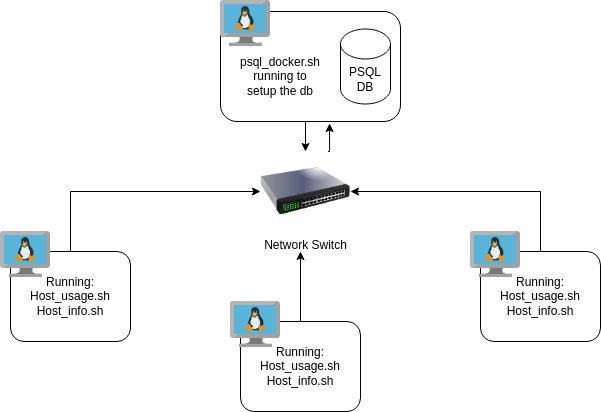 psql_docker.sh
running to
setup the db
PSQL
DB
Network Switch
Running:
Host_usage.sh
Host_info.sh
Running:
Host_usage.sh
Host_info.sh
Running:
Host_usage.sh
Host_info.sh